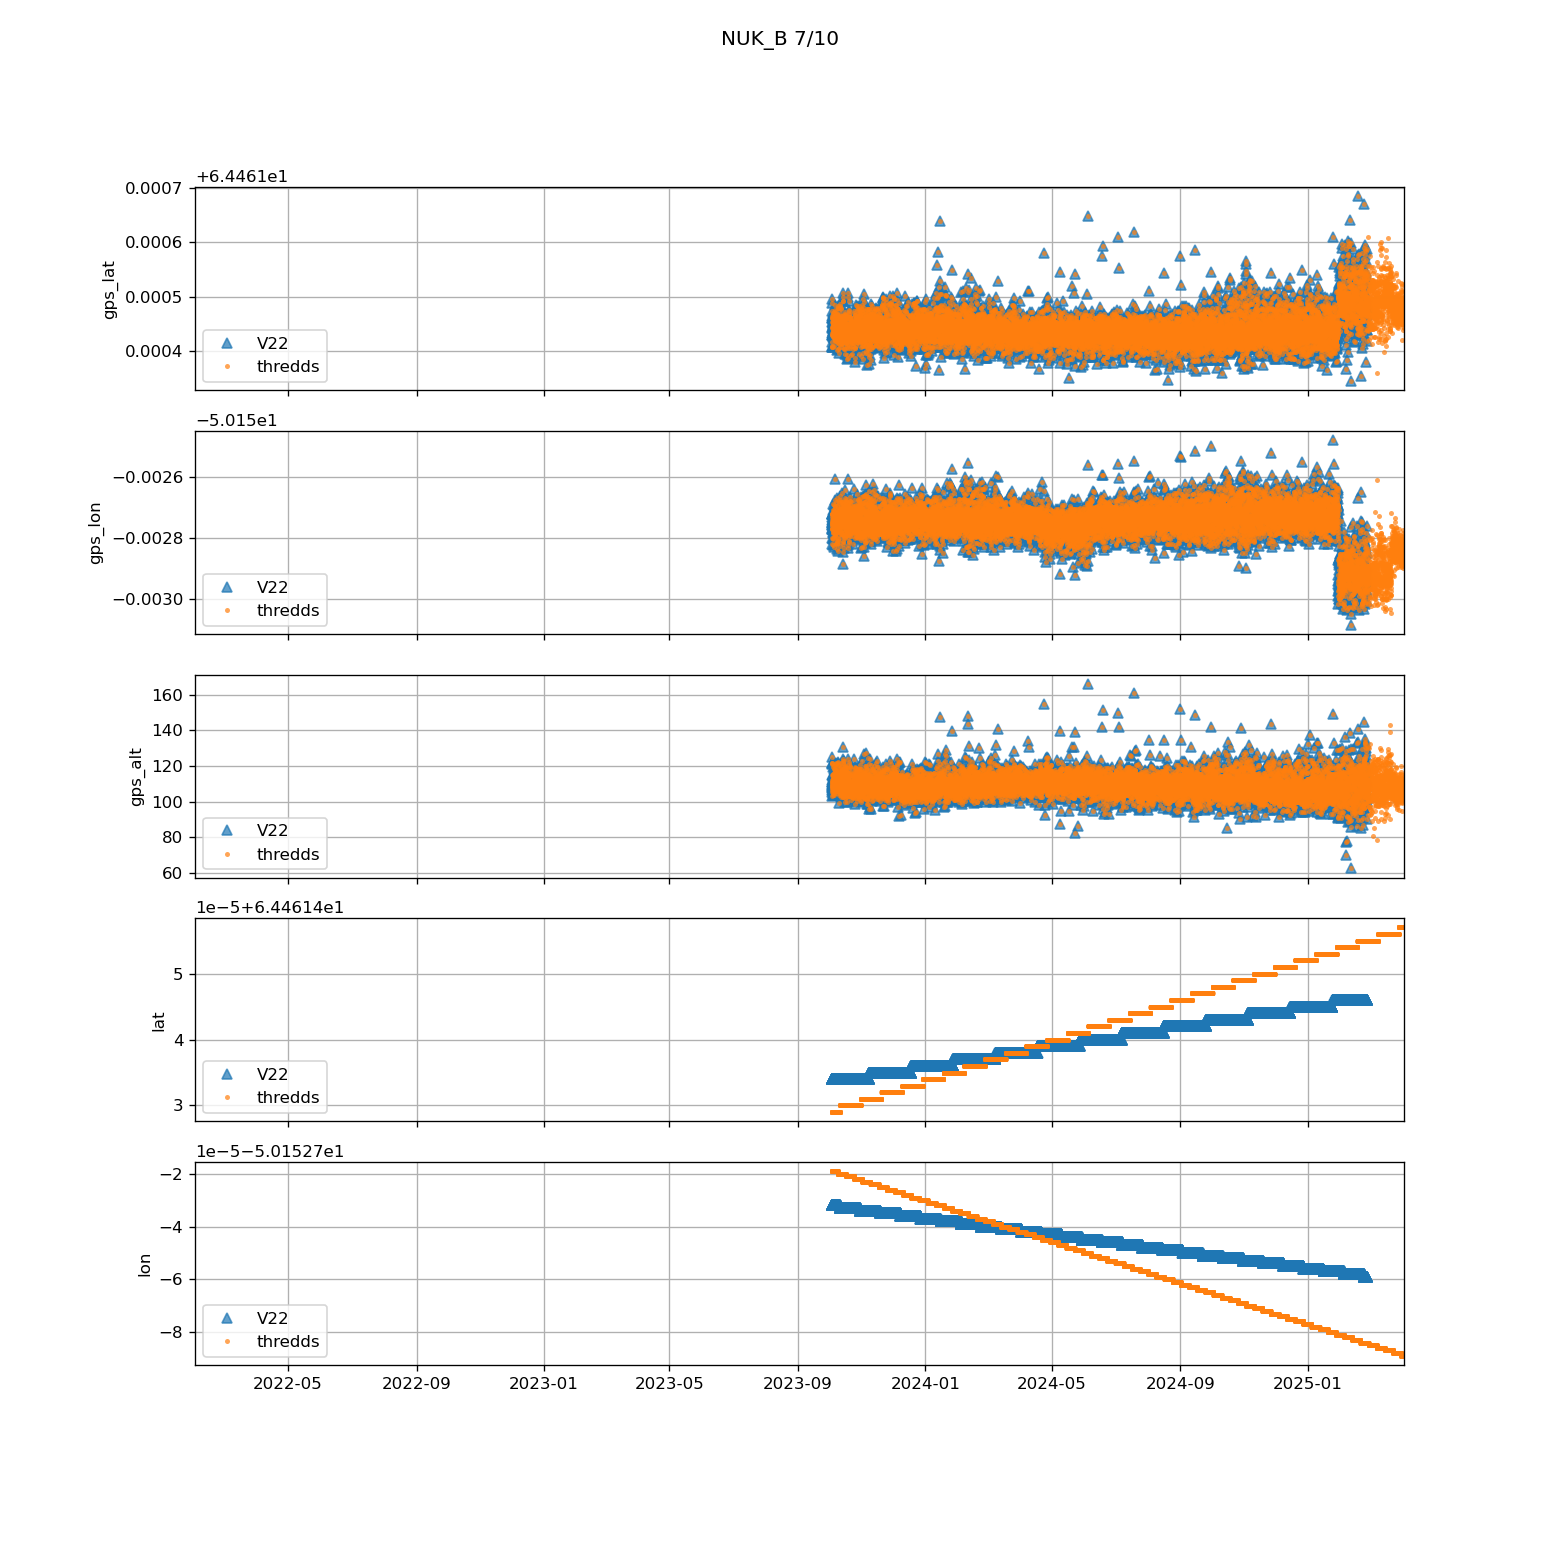 NUK_B 7/10
+6.4461e1
0.0007
0.0006
0.0005
0.0004
gps_lat
V22
thredds
−5.015e1
−0.0026
−0.0028
−0.0030
gps_lon
V22
thredds
160
140
120
100
80
60
gps_alt
V22
thredds
1e−5+6.44614e1
5
4
3
lat
V22
thredds
1e−5−5.01527e1
−2
−4
−6
−8
lon
V22
thredds
2022-05 2022-09 2023-01 2023-05 2023-09 2024-01 2024-05 2024-09 2025-01